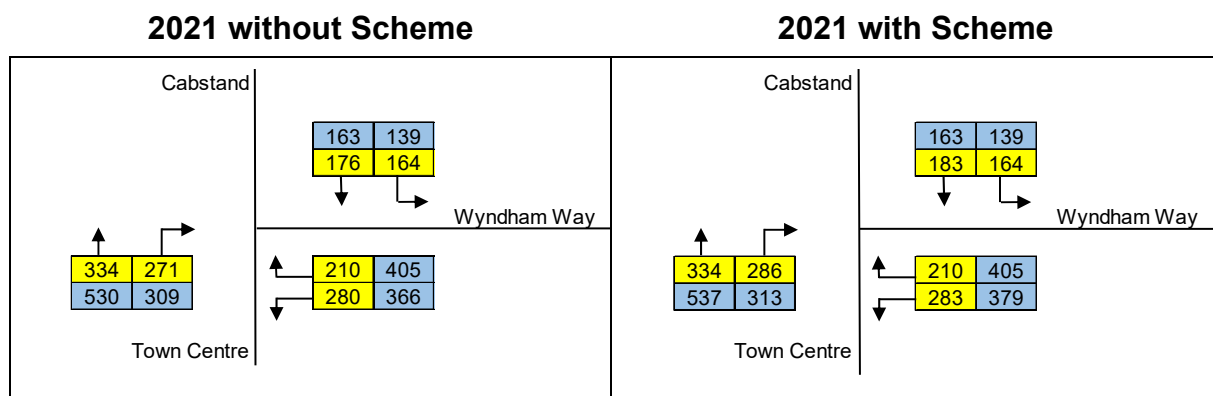 2021 without Scheme
2021 with Scheme
Cabstand
163 139
176 164
Wyndham Way
334 271
530 309
210 405
280 366
Town Centre
Cabstand
163 139
183 164
Wyndham Way
334 286
537 313
210 405
283 379
Town Centre